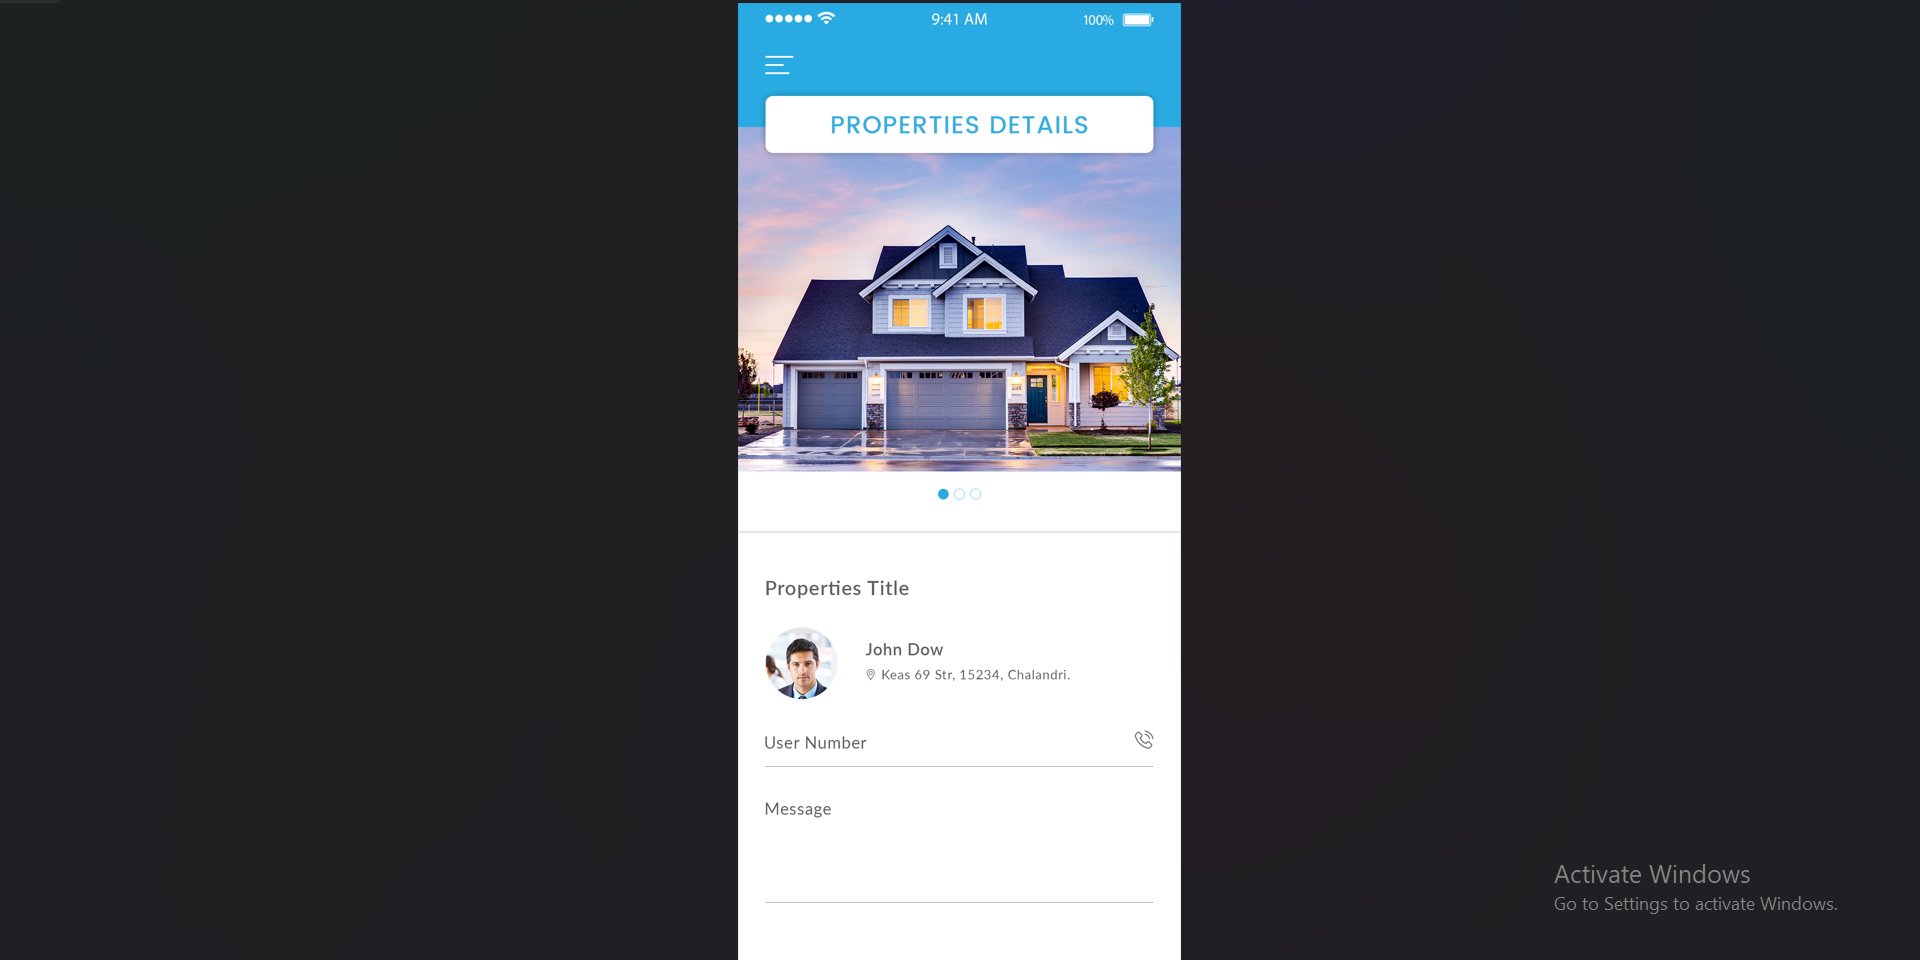 9:41 AM
100%
PROPERTIES DETAILS
Properties Title
John Dow
Keas 69 Str, 15234, Chalandri.
User Number
Message
Activate Windows
Go to Settings to activate Windows.